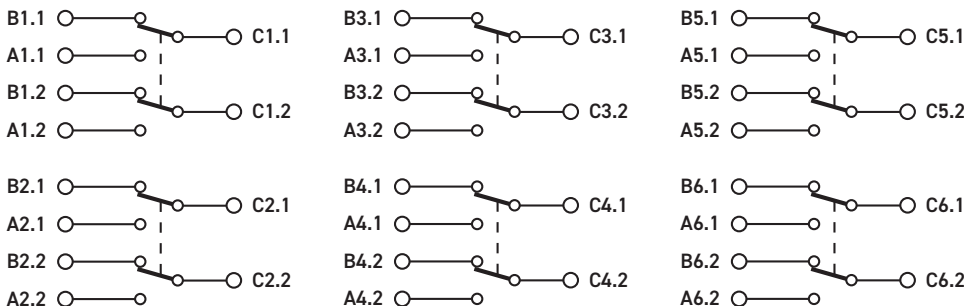 B1.1
C1.1
A1.1
B1.2
C1.2
A1.2
B3.1
C3.1
A3.1
B3.2
C3.2
A3.2
B5.1
C5.1
A5.1
B5.2
C5.2
A5.2
B2.1
C2.1
A2.1
B2.2
C2.2
A2.2
B4.1
C4.1
A4.1
B4.2
C4.2
A4.2
B6.1
C6.1
A6.1
B6.2
C6.2
A6.2